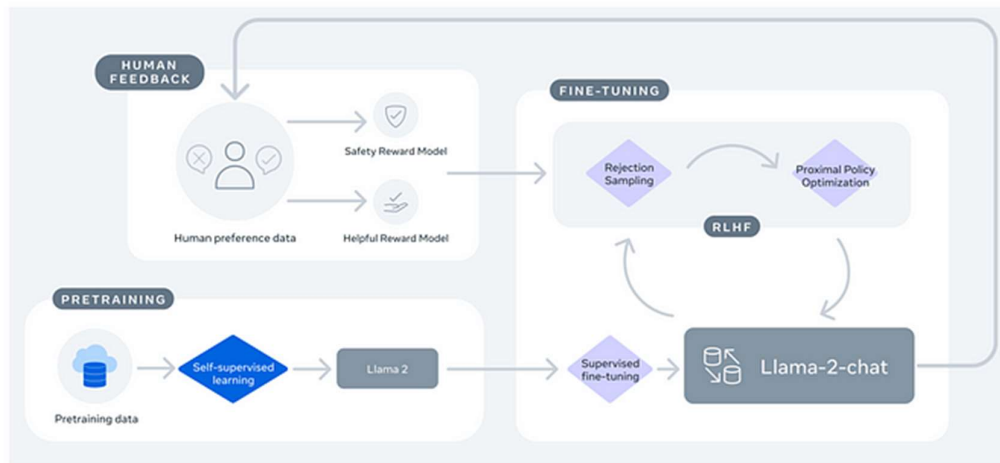 HUMAN
FEEDBACK
Safety Reward Model
Human preference data
Helpful Reward Model
FINE-TUNING
Rejection
Sampling
Proximal Policy
Optimization
RLHF
PRETRAINING
Pretraining data
Self-supervised
learning
Llama 2
Supervised
fine-tuning
Llama-2-chat